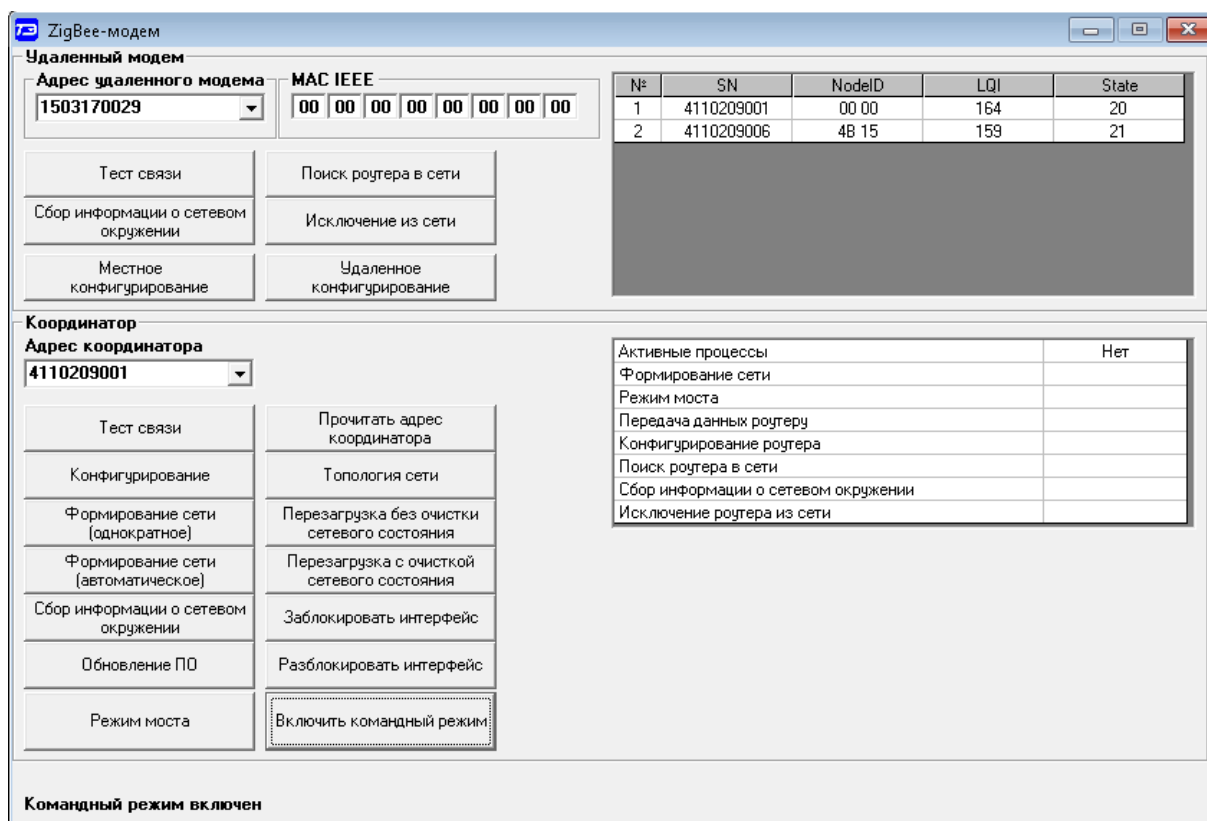 ТЭ ZigBee-модем
Удаленный модем
Адрес удаленного модема
MAC IEEE
1503170029
00 00 00 00 00 00 00 00
№ SN NodeID LQI State
1 4110209001 00 00 164 20
2 4110209006 4B 15 159 21
Тест связи
Поиск роутера в сети
Сбор информации о сетевом
окружении
Исключение из сети
Местное
конфигурирование
Удаленное
конфигурирование
Координатор
Адрес координатора
4110209001
Тест связи
Прочитать адрес
координатора
Конфигурирование
Топология сети
Формирование сети
(однократное)
Перезагрузка без очистки
сетевого состояния
Формирование сети
(автоматическое)
Перезагрузка с очисткой
сетевого состояния
Сбор информации о сетевом
окружении
Заблокировать интерфейс
Обновление ПО
Разблокировать интерфейс
Режим моста
Включить командный режим
Активные процессы Нет
Формирование сети
Режим моста
Передача данных роутеру
Конфигурирование роутера
Поиск роутера в сети
Сбор информации о сетевом окружении
Исключение роутера из сети
Командный режим включен